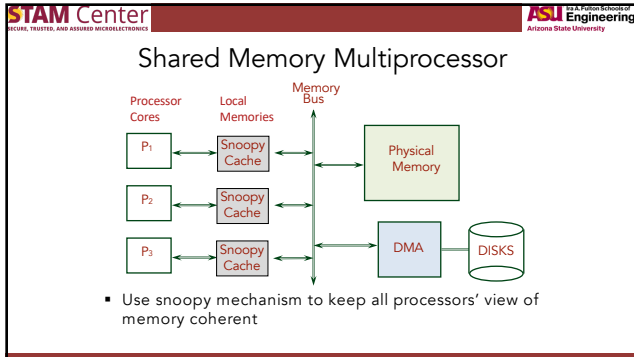 STAM Center
SECURE, TRUSTED, AND ASSURED MICROELECTRONICS
ASU Ira A. Fulton Schools of
Engineering
Arizona State University
Shared Memory Multiprocessor
Processor
Cores
Local
Memories
Memory
Bus
P1
Snoopy
Cache
Physical
Memory
P2
Snoopy
Cache
P3
Snoopy
Cache
DMA
DISKS
▪ Use snoopy mechanism to keep all processors’ view of
memory coherent